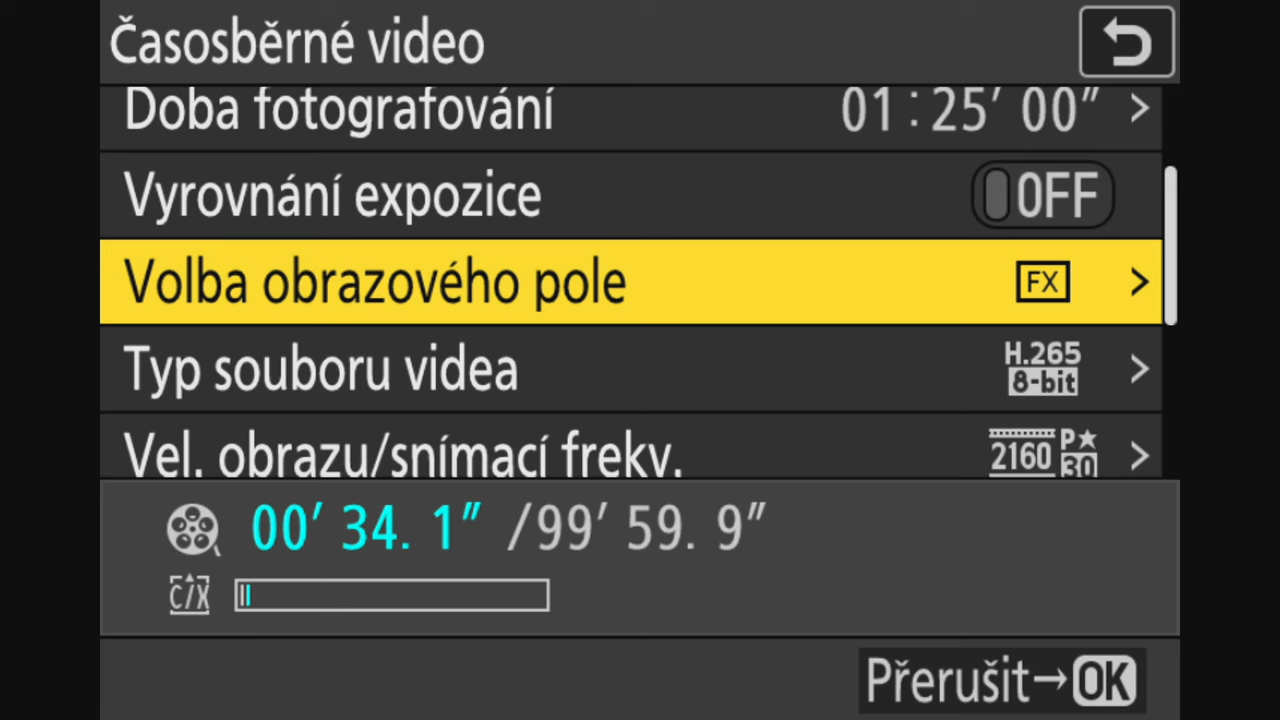 Časosběrné video
Doba fotografování 01:25′ 00″ >
Vyrovnání expozice OFF
Volba obrazového pole FX >
Typ souboru videa H.265 8-bit >
Vel. obrazu/snímací frekv. 2160 P★ 30 >
00′ 34. 1″ /99′ 59. 9″
C/X
Přerušit→OK